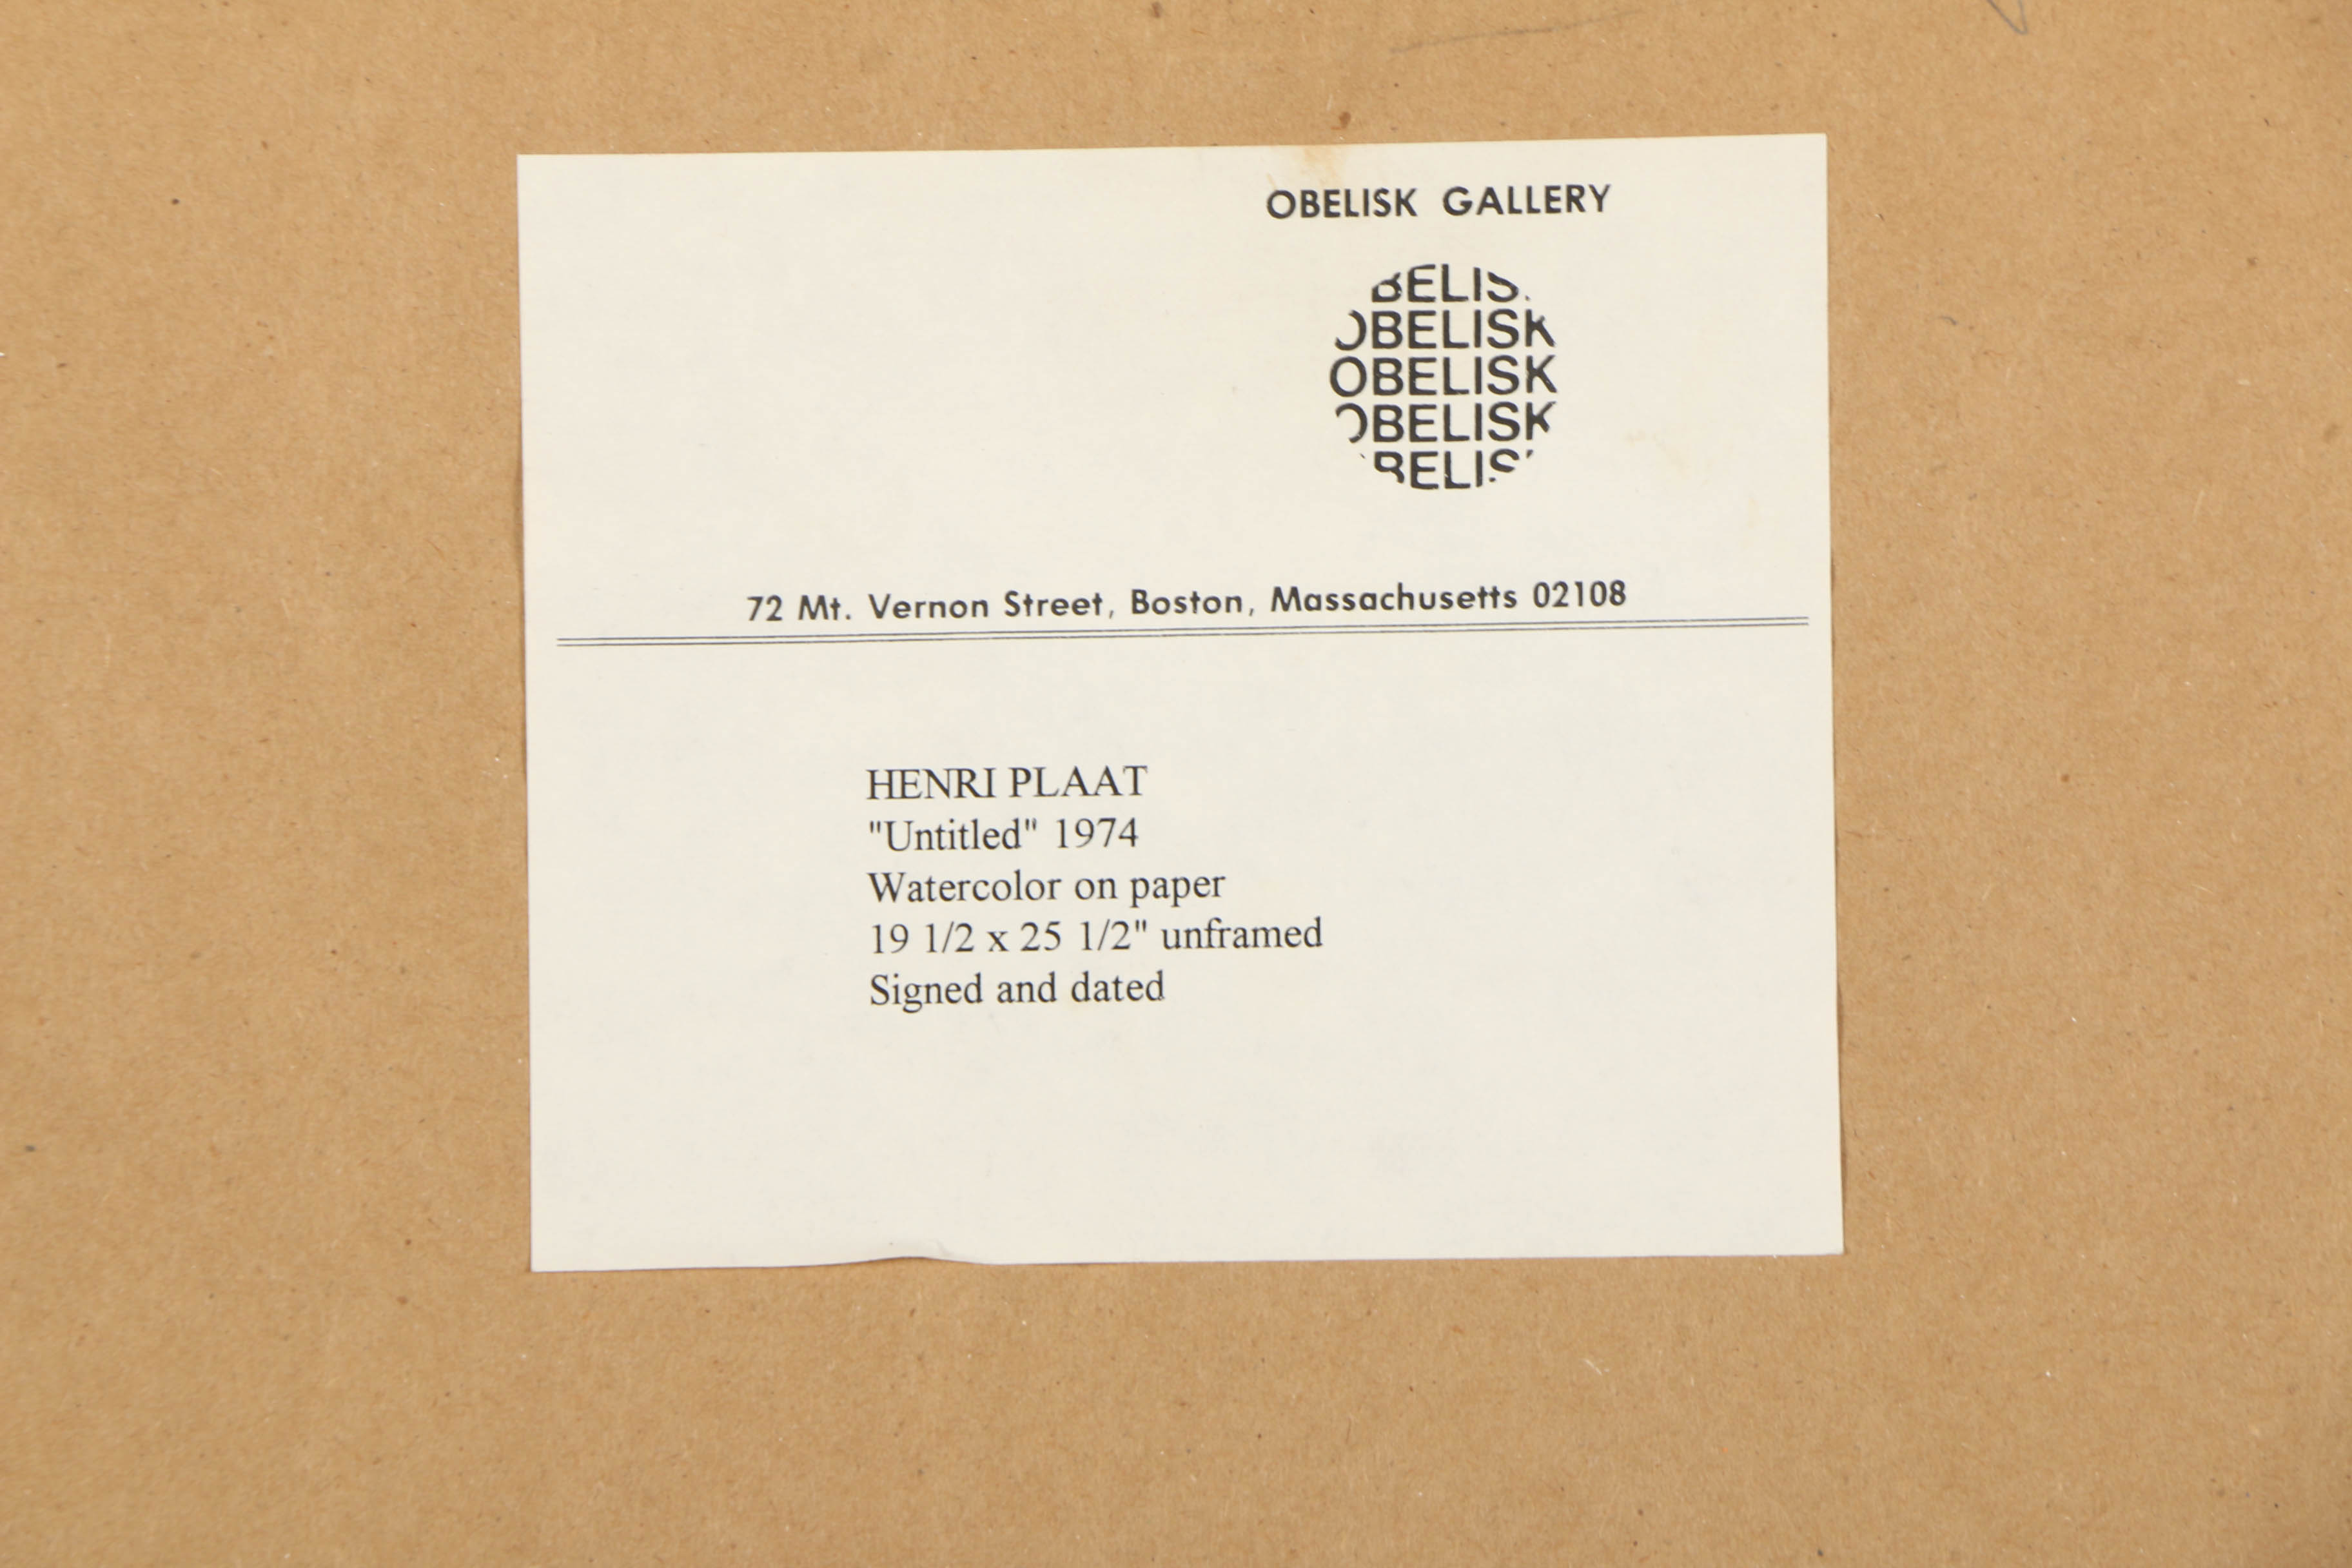 OBELISK GALLERY
BELIS
OBELISK
OBELISK
OBELISK
BELIS
72 Mt. Vernon Street, Boston, Massachusetts 02108
HENRI PLAAT
"Untitled" 1974
Watercolor on paper
19 1/2 x 25 1/2" unframed
Signed and dated